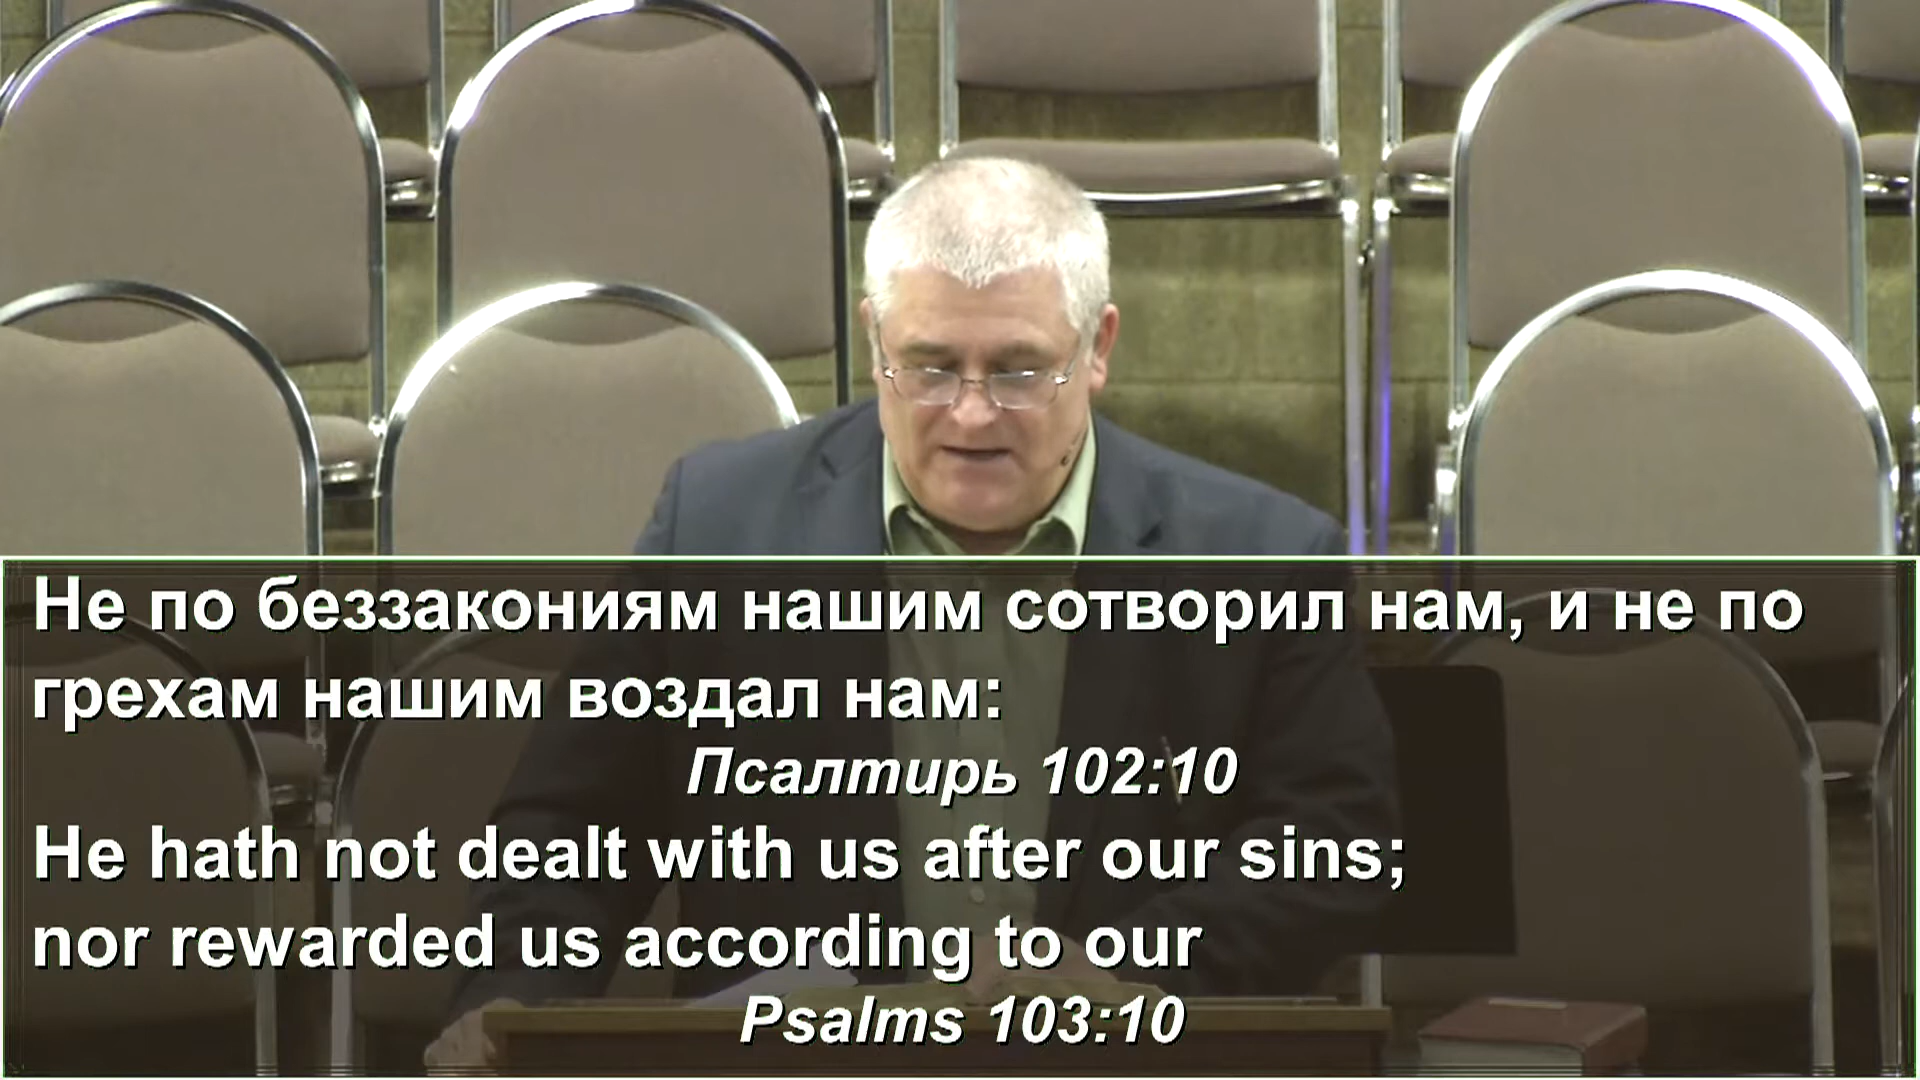 Не по беззакониям нашим сотворил нам, и не по
грехам нашим воздал нам:
Псалтирь 102:10
He hath not dealt with us after our sins;
nor rewarded us according to our
Psalms 103:10